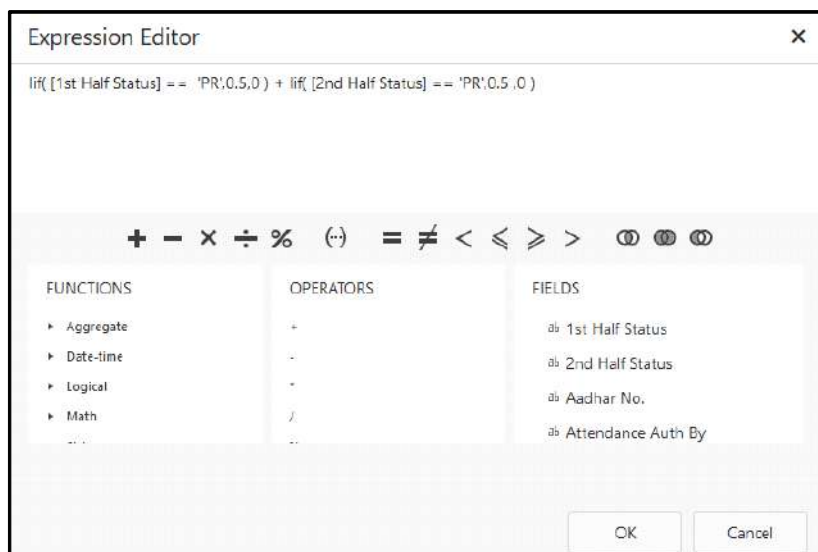 Expression Editor ×
Iif( [1st Half Status] == 'PR',0.5,0 ) + Iif( [2nd Half Status] == 'PR',0.5 ,0 )
+ − × ÷ % (··) = ≠ < ⩽ ⩾ >
FUNCTIONS
Aggregate
Date-time
Logical
Math
OPERATORS
+
-
*
/
FIELDS
ab 1st Half Status
ab 2nd Half Status
ab Aadhar No.
ab Attendance Auth By
OK
Cancel